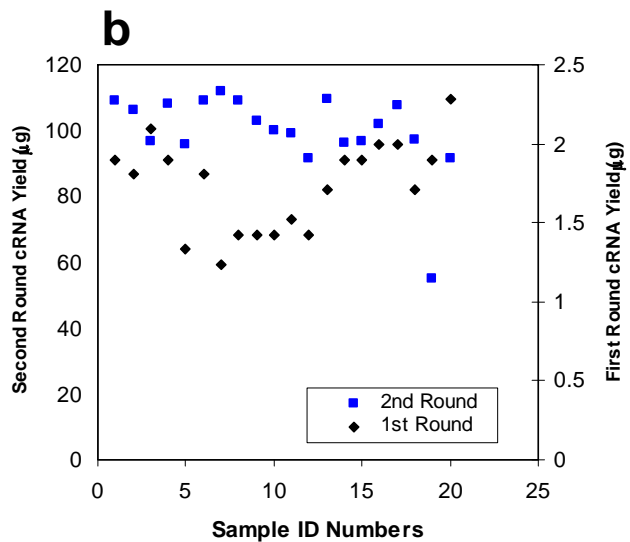 b
120
100
80
60
40
20
0
Second Round cRNA Yield (µg)
2.5
2
1.5
1
0.5
0
First Round cRNA Yield (µg)
2nd Round
1st Round
0 5 10 15 20 25
Sample ID Numbers